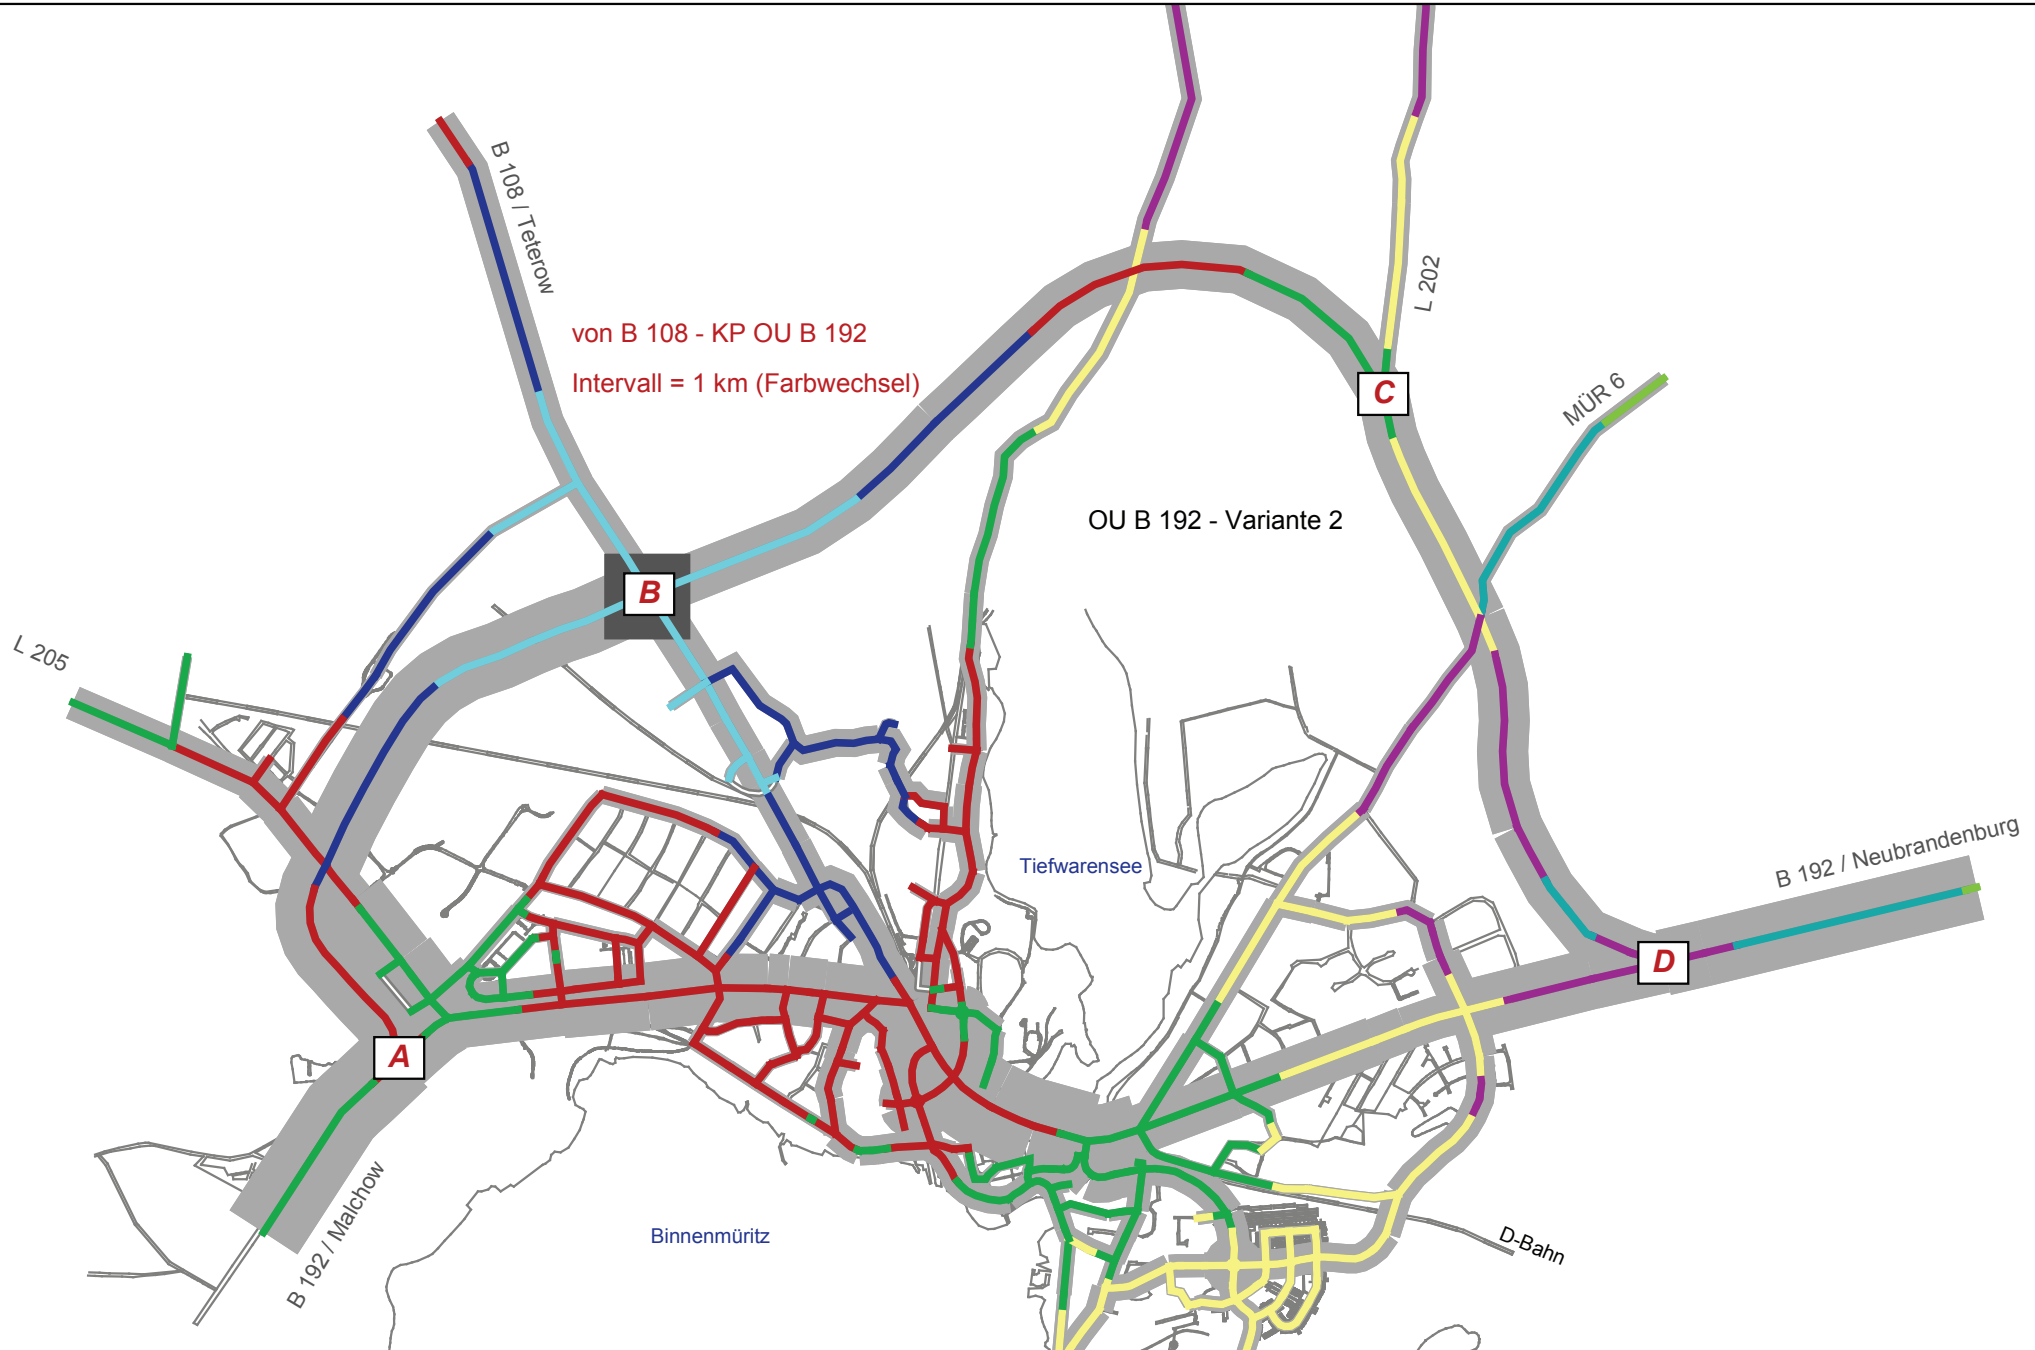 B 108 / Teterow
von B 108 - KP OU B 192
Intervall = 1 km (Farbwechsel)
L 202
C
MÜR 6
OU B 192 - Variante 2
B
L 205
Tiefwarensee
B 192 / Neubrandenburg
D
A
B 192 / Malchow
Binnenmüritz
D-Bahn